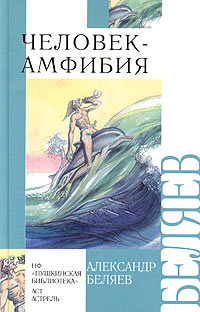 ЧЕЛОВЕК-
АМФИБИЯ
НФ
«ПУШКИНСКАЯ
БИБЛИОТЕКА»
АСТ
АСТРЕЛЬ
АЛЕКСАНДР
БЕЛЯЕВ
БЕЛЯЕВ